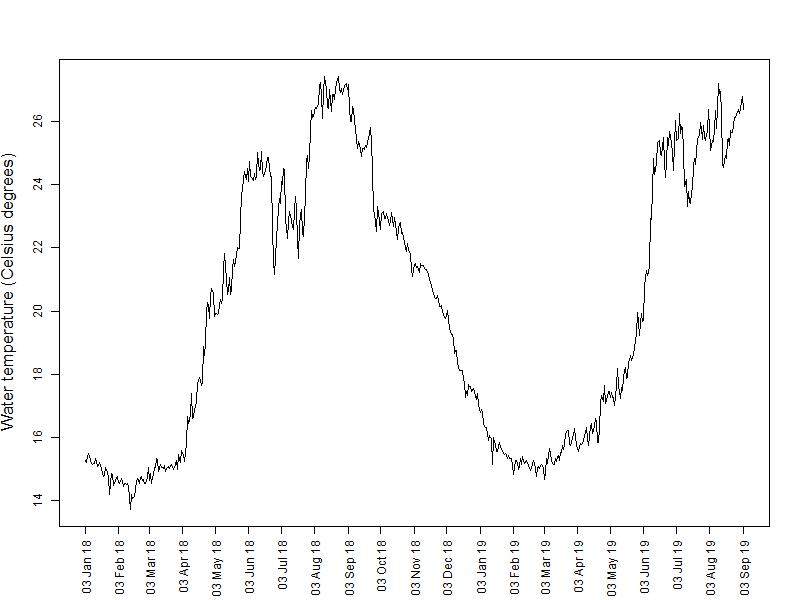 Water temperature (Celsius degrees)
26
24
22
20
18
16
14
03 Jan 18
03 Feb 18
03 Mar 18
03 Apr 18
03 May 18
03 Jun 18
03 Jul 18
03 Aug 18
03 Sep 18
03 Oct 18
03 Nov 18
03 Dec 18
03 Jan 19
03 Feb 19
03 Mar 19
03 Apr 19
03 May 19
03 Jun 19
03 Jul 19
03 Aug 19
03 Sep 19